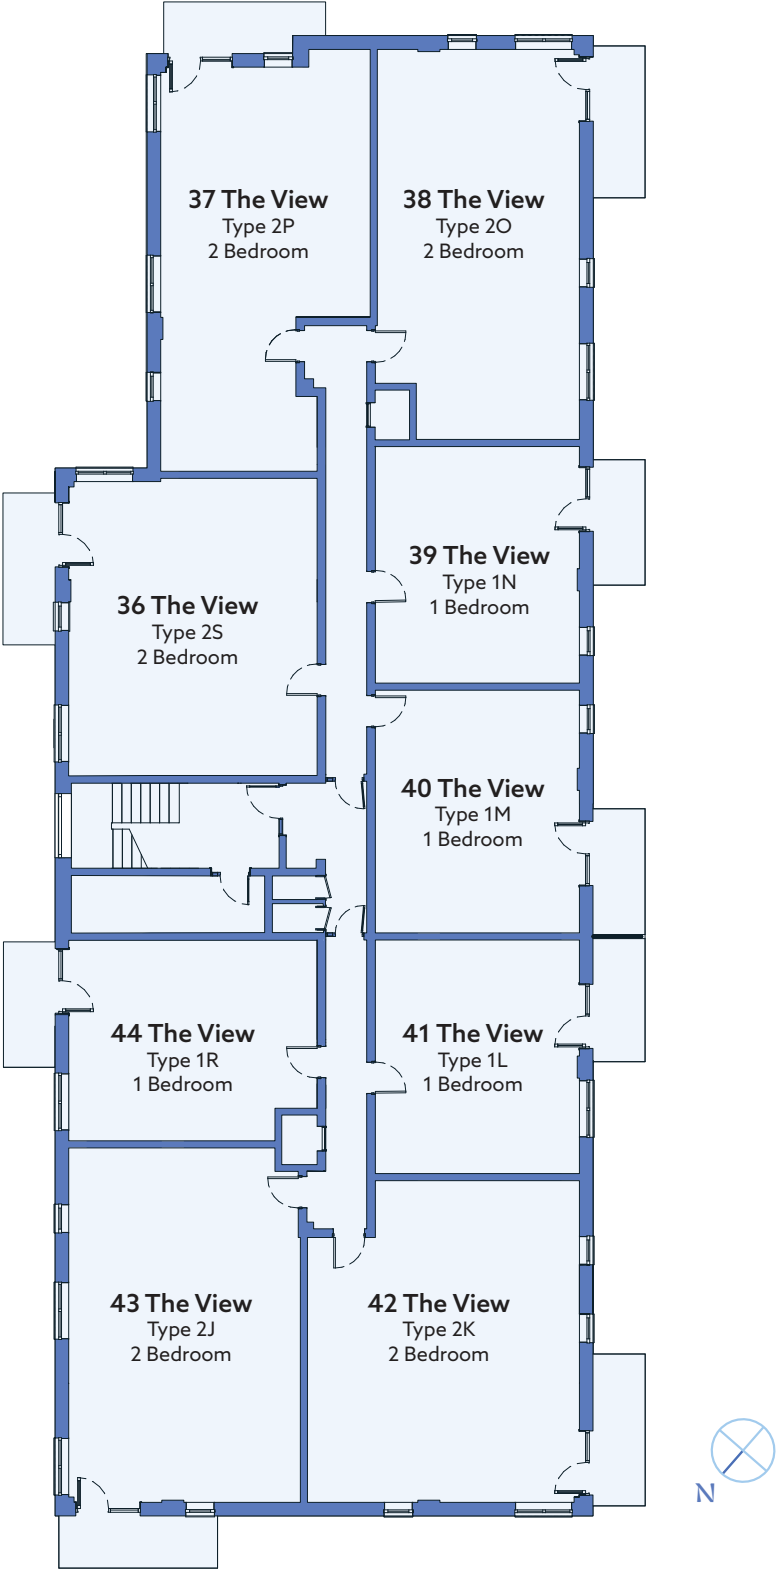 37 The View
Type 2P
2 Bedroom
38 The View
Type 2O
2 Bedroom
39 The View
Type 1N
1 Bedroom
36 The View
Type 2S
2 Bedroom
40 The View
Type 1M
1 Bedroom
44 The View
Type 1R
1 Bedroom
41 The View
Type 1L
1 Bedroom
43 The View
Type 2J
2 Bedroom
42 The View
Type 2K
2 Bedroom
N